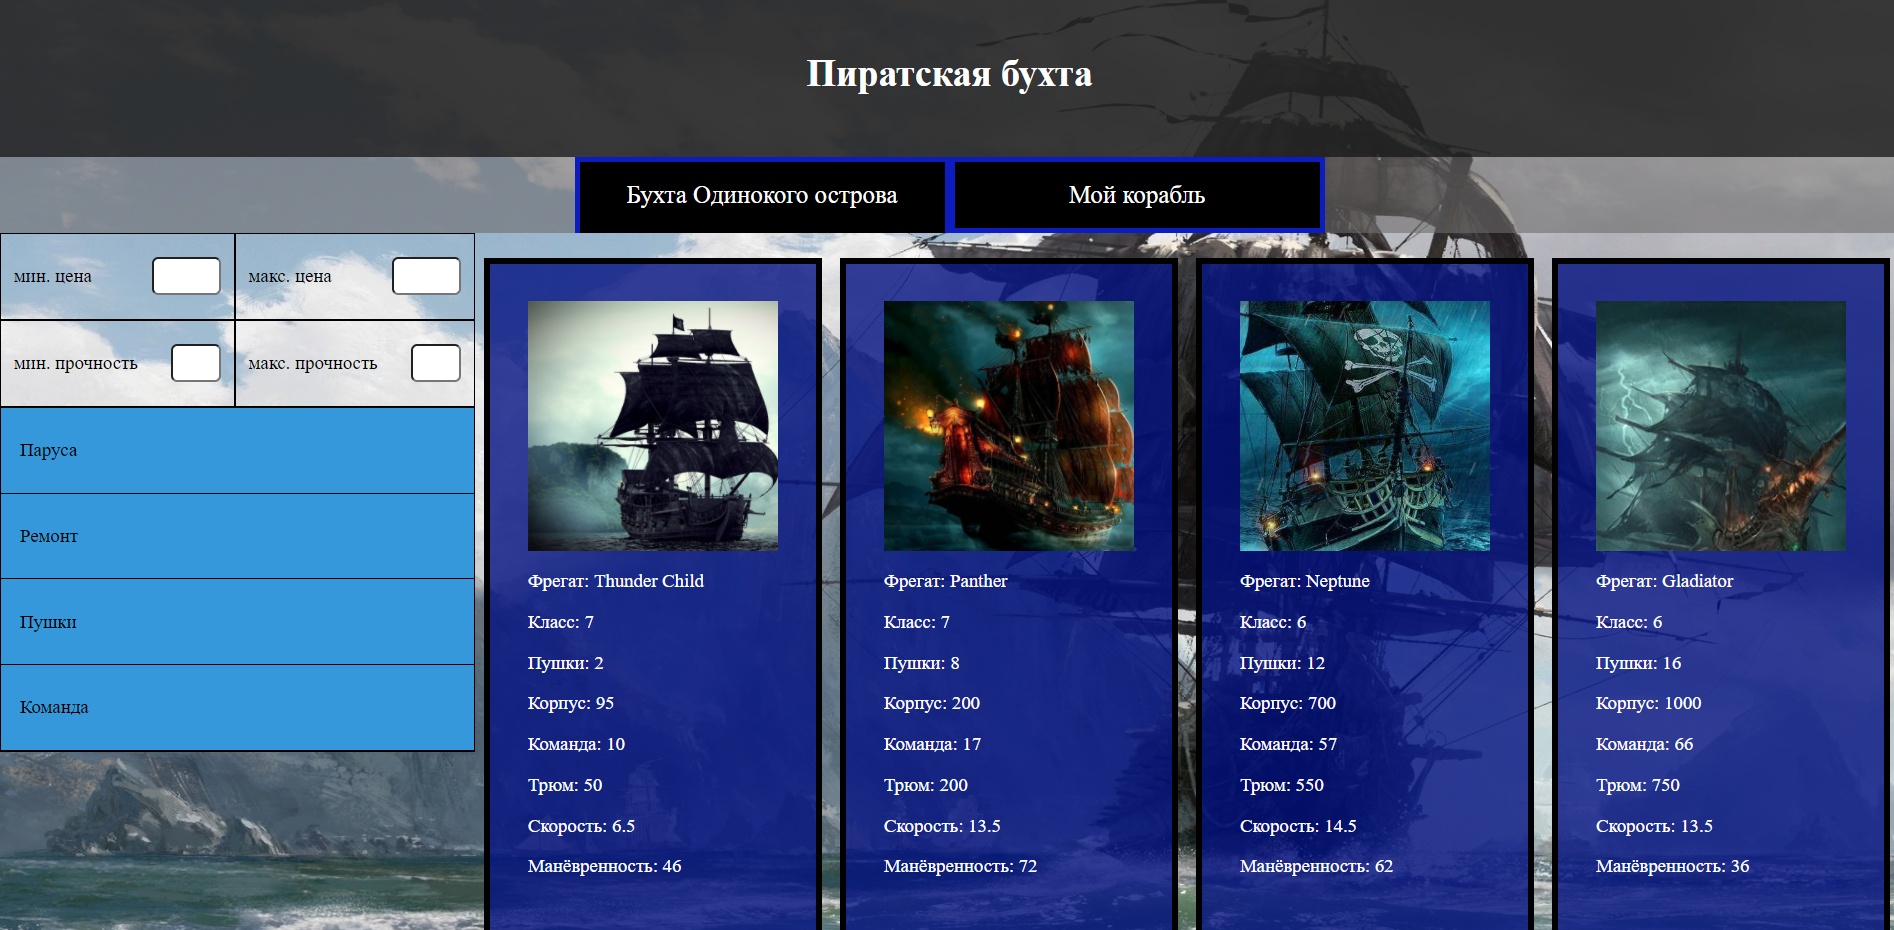 Пиратская бухта
Бухта Одинокого острова
Мой корабль
мин. цена
макс. цена
мин. прочность
макс. прочность
Паруса
Ремонт
Пушки
Команда
Фрегат: Thunder Child
Класс: 7
Пушки: 2
Корпус: 95
Команда: 10
Трюм: 50
Скорость: 6.5
Манёвренность: 46
Фрегат: Panther
Класс: 7
Пушки: 8
Корпус: 200
Команда: 17
Трюм: 200
Скорость: 13.5
Манёвренность: 72
Фрегат: Neptune
Класс: 6
Пушки: 12
Корпус: 700
Команда: 57
Трюм: 550
Скорость: 14.5
Манёвренность: 62
Фрегат: Gladiator
Класс: 6
Пушки: 16
Корпус: 1000
Команда: 66
Трюм: 750
Скорость: 13.5
Манёвренность: 36